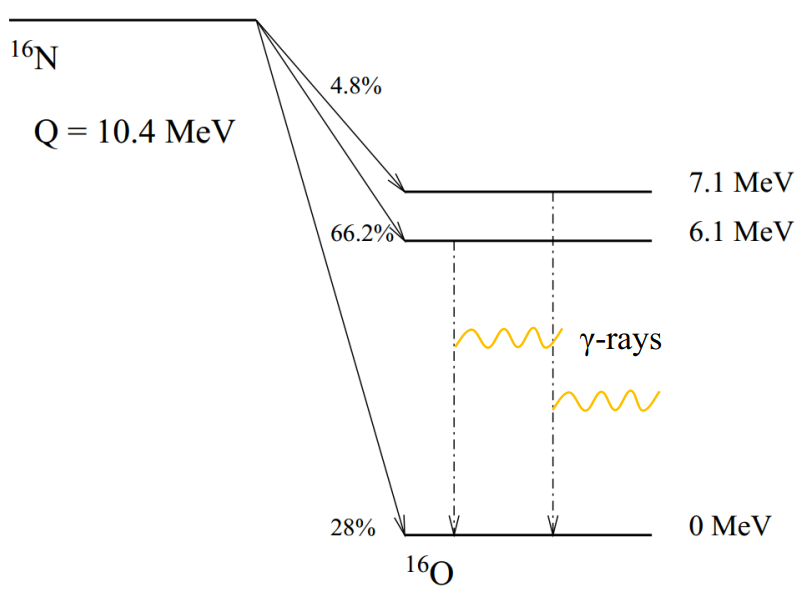 ¹⁶N
Q = 10.4 MeV
4.8%
7.1 MeV
66.2%
6.1 MeV
γ-rays
28%
0 MeV
¹⁶O